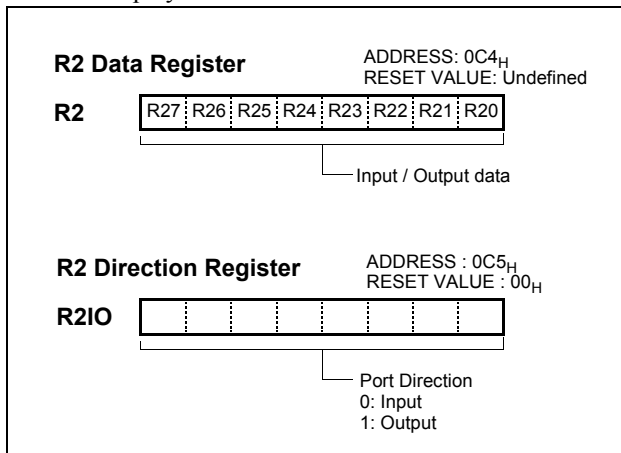 R2 Data Register
ADDRESS: 0C4H
RESET VALUE: Undefined
R2
R27 R26 R25 R24 R23 R22 R21 R20
Input / Output data
R2 Direction Register
ADDRESS : 0C5H
RESET VALUE : 00H
R2IO
Port Direction
0: Input
1: Output